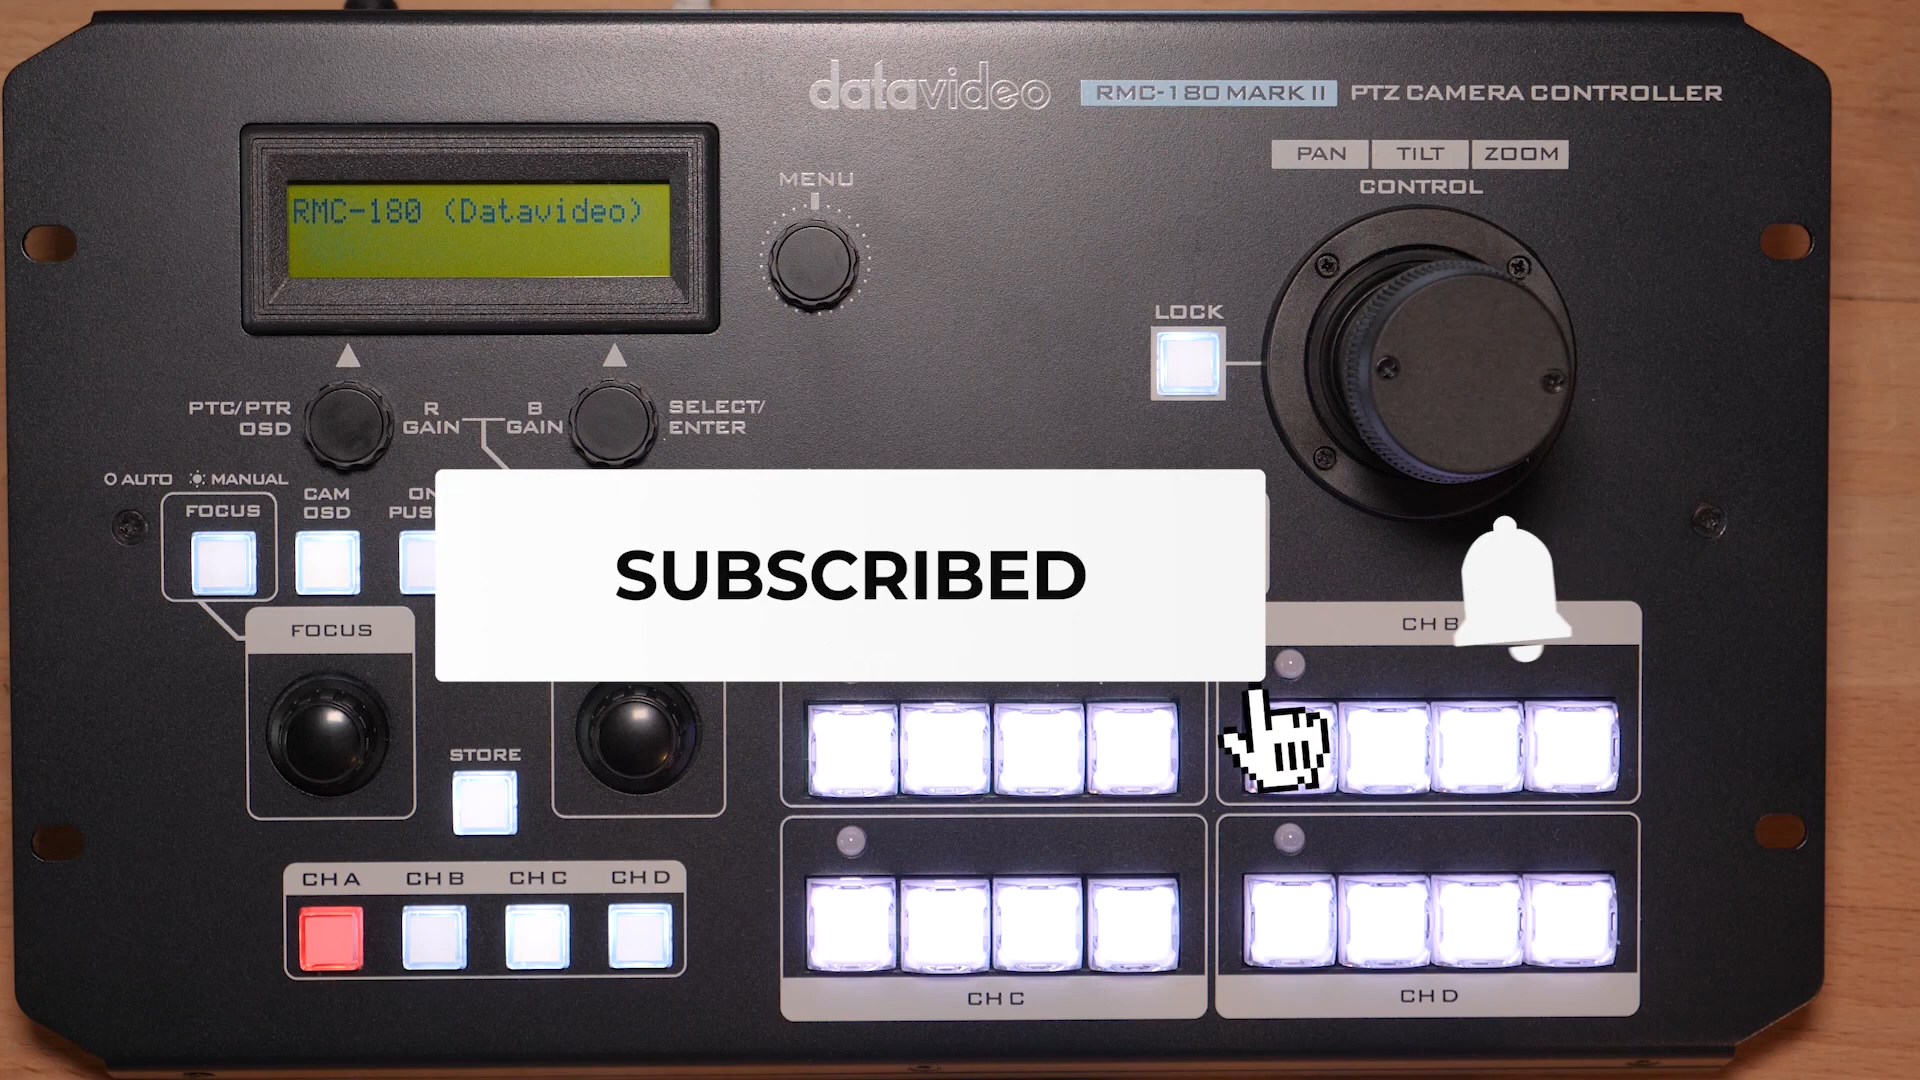 datavideo RMC-180 MARK II PTZ CAMERA CONTROLLER
PAN TILT ZOOM
CONTROL
MENU
RMC-180 (Datavideo)
LOCK
PTC/PTR
OSD
R
GAIN
B
GAIN
SELECT/
ENTER
AUTO MANUAL
FOCUS
CAM
OSD
SUBSCRIBED
FOCUS
CH B
STORE
CH A CH B CH C CH D
CH C
CH D